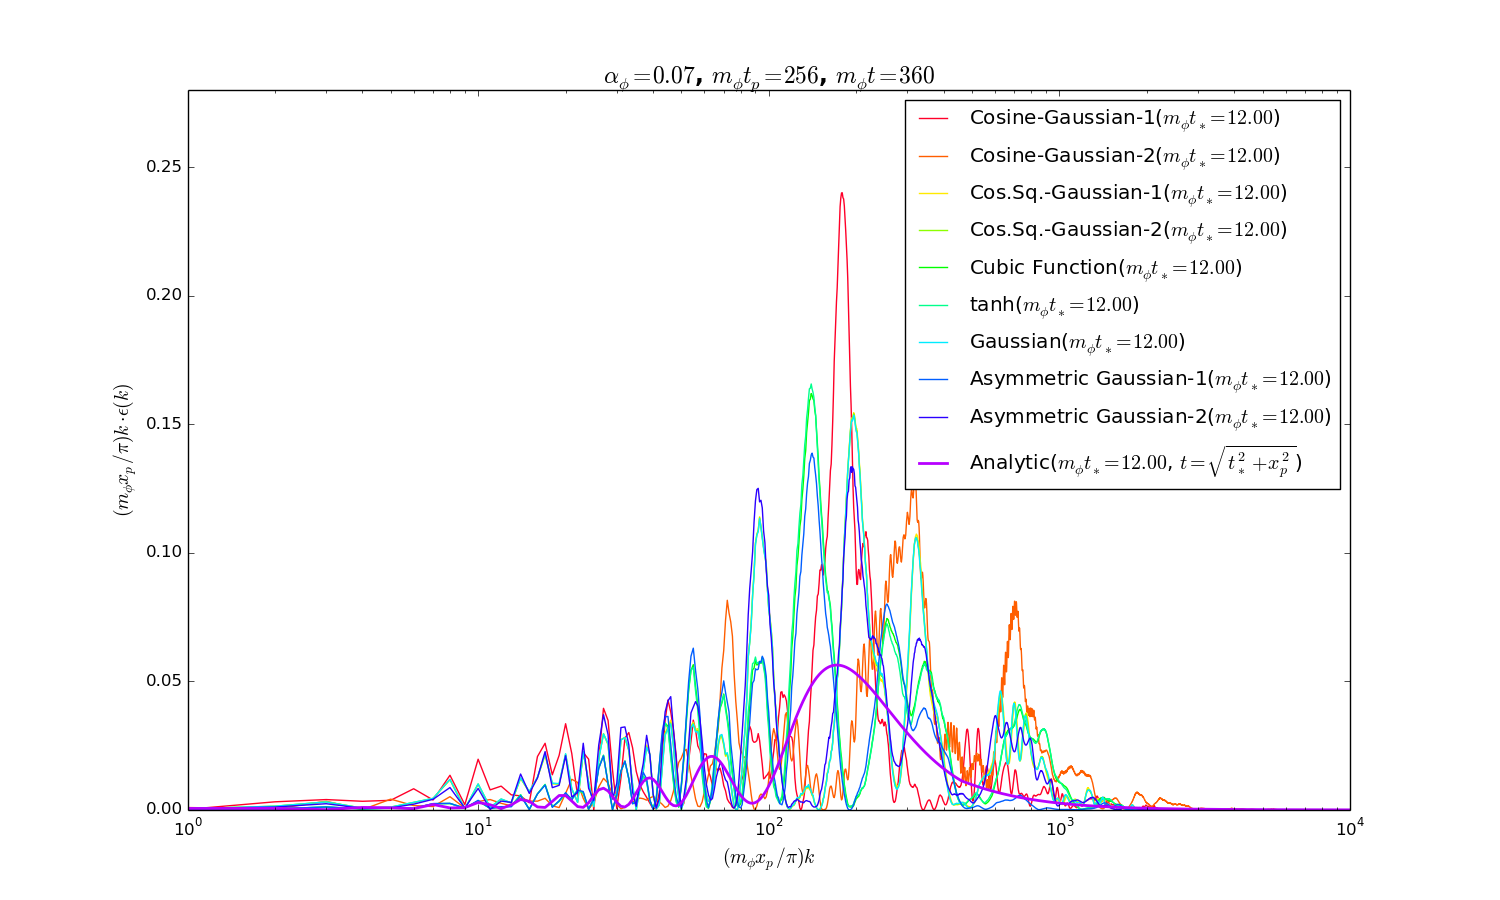 α_ϕ=0.07, m_ϕt_p=256, m_ϕt=360
Cosine-Gaussian-1(m_ϕt_*=12.00)
Cosine-Gaussian-2(m_ϕt_*=12.00)
Cos.Sq.-Gaussian-1(m_ϕt_*=12.00)
Cos.Sq.-Gaussian-2(m_ϕt_*=12.00)
Cubic Function(m_ϕt_*=12.00)
tanh(m_ϕt_*=12.00)
Gaussian(m_ϕt_*=12.00)
Asymmetric Gaussian-1(m_ϕt_*=12.00)
Asymmetric Gaussian-2(m_ϕt_*=12.00)
Analytic(m_ϕt_*=12.00, t=√(t_*^2+x_p^2))
(m_ϕx_p/π)k·ϵ(k)
0.25
0.20
0.15
0.10
0.05
0.00
10^0 10^1 10^2 10^3 10^4
(m_ϕx_p/π)k